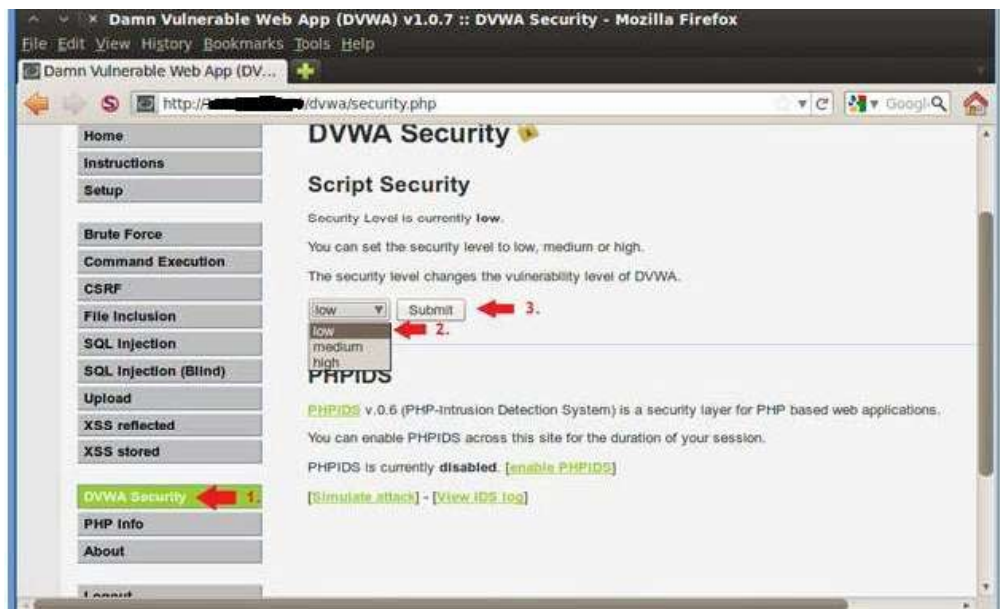 Damn Vulnerable Web App (DVWA) v1.0.7 :: DVWA Security - Mozilla Firefox
File Edit View History Bookmarks Tools Help
Damn Vulnerable Web App (DV...
http:// /dvwa/security.php
Googl
Home
Instructions
Setup
Brute Force
Command Execution
CSRF
File Inclusion
SQL Injection
SQL Injection (Blind)
Upload
XSS reflected
XSS stored
DVWA Security 1.
PHP Info
About
Logout
DVWA Security
Script Security
Security Level is currently low.
You can set the security level to low, medium or high.
The security level changes the vulnerability level of DVWA.
low Submit 3.
low 2.
medium
high
PHPIDS
PHPIDS v.0.6 (PHP-Intrusion Detection System) is a security layer for PHP based web applications.
You can enable PHPIDS across this site for the duration of your session.
PHPIDS is currently disabled. [enable PHPIDS]
[Simulate attack] - [View IDS log]